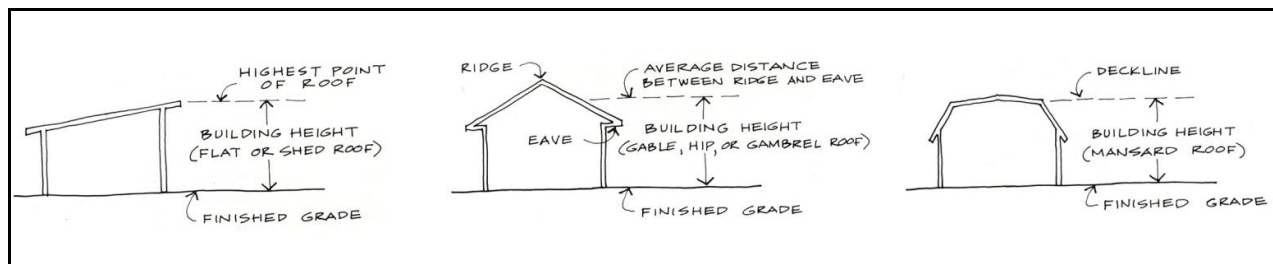 HIGHEST POINT
OF ROOF
BUILDING HEIGHT
(FLAT OR SHED ROOF)
FINISHED GRADE
RIDGE
AVERAGE DISTANCE
BETWEEN RIDGE AND EAVE
EAVE
BUILDING HEIGHT
(GABLE, HIP, OR GAMBREL ROOF)
FINISHED GRADE
DECKLINE
BUILDING HEIGHT
(MANSARD ROOF)
FINISHED GRADE